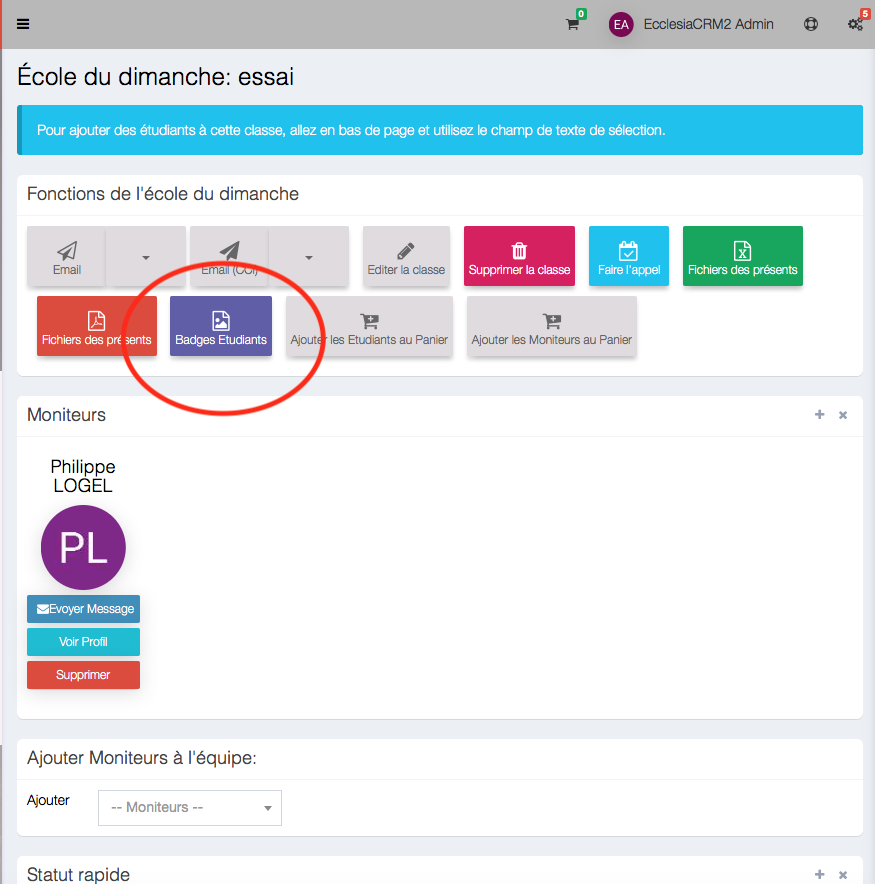 0
EA EcclesiaCRM2 Admin
5
École du dimanche: essai
Pour ajouter des étudiants à cette classe, allez en bas de page et utilisez le champ de texte de sélection.
Fonctions de l'école du dimanche
Email
Email (CCI)
Editer la classe
Supprimer la classe
Faire l'appel
Fichiers des présents
Fichiers des présents
Badges Etudiants
Ajouter les Etudiants au Panier
Ajouter les Moniteurs au Panier
Moniteurs
Philippe
LOGEL
PL
Evoyer Message
Voir Profil
Supprimer
Ajouter Moniteurs à l'équipe:
Ajouter
-- Moniteurs --
Statut rapide